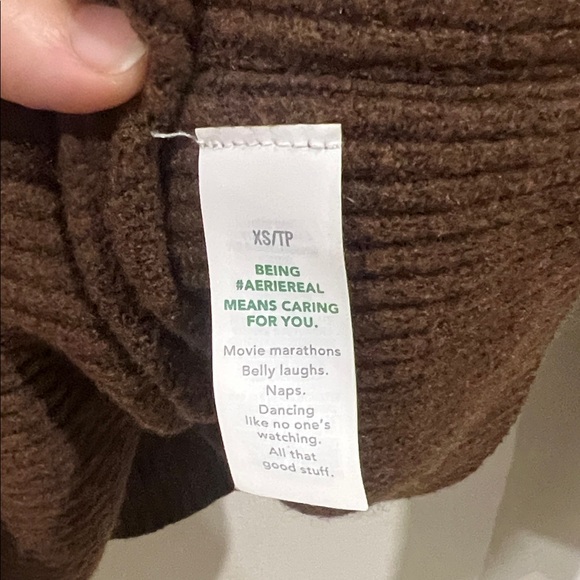 XS/TP
BEING
#AERIEREAL
MEANS CARING
FOR YOU.
Movie marathons
Belly laughs.
Naps.
Dancing
like no one's
watching.
All that
good stuff.